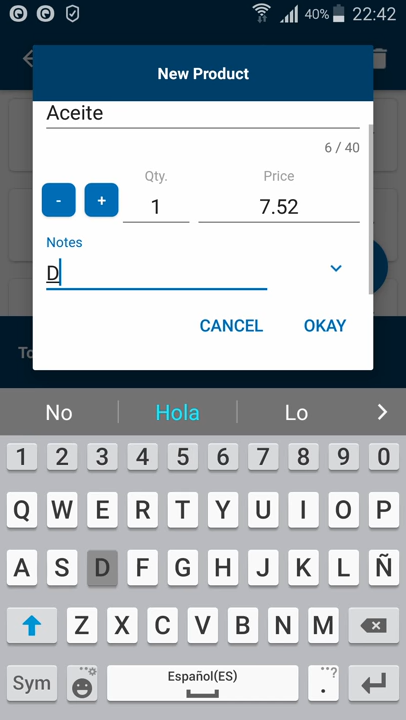 40% 22:42
New Product
Aceite
6 / 40
Qty. Price
- + 1 7.52
Notes
D
CANCEL OKAY
To
No Hola Lo
1 2 3 4 5 6 7 8 9 0
Q W E R T Y U I O P
A S D F G H J K L Ñ
Z X C V B N M
Sym Español(ES) . ...?